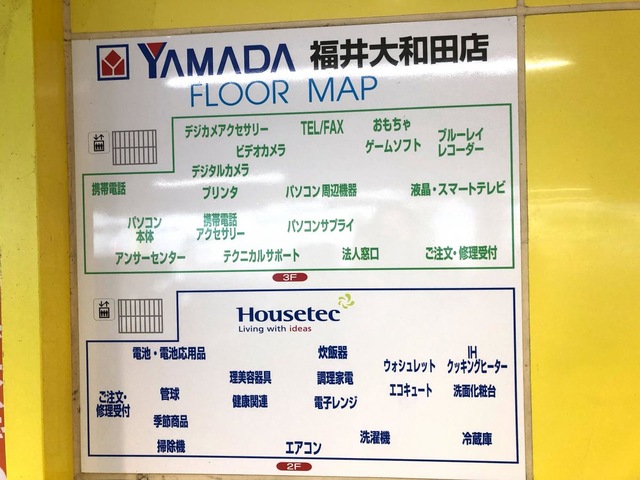 YAMADA 福井大和田店
FLOOR MAP
デジカメアクセサリー
TEL/FAX
おもちゃ
ビデオカメラ
ゲームソフト
ブルーレイ
レコーダー
デジタルカメラ
携帯電話
プリンタ
パソコン周辺機器
液晶・スマートテレビ
パソコン
本体
携帯電話
アクセサリー
パソコンサプライ
アンサーセンター
テクニカルサポート
法人窓口
ご注文・修理受付
3F
Housetec
Living with ideas
電池・電池応用品
炊飯器
ウォシュレット
IH
クッキングヒーター
理美容器具
調理家電
ご注文・
修理受付
管球
健康関連
電子レンジ
エコキュート
洗面化粧台
季節商品
掃除機
エアコン
洗濯機
冷蔵庫
2F